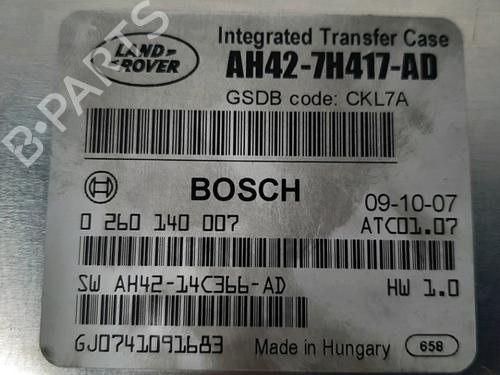 LAND
ROVER
Integrated Transfer Case
AH42-7H417-AD
GSDB code: CKL7A
B-PARTS
BOSCH
09-10-07
0 260 140 007
ATC01.07
SW AH42-14C366-AD
HW 1.0
GJ0741091683
Made in Hungary
658